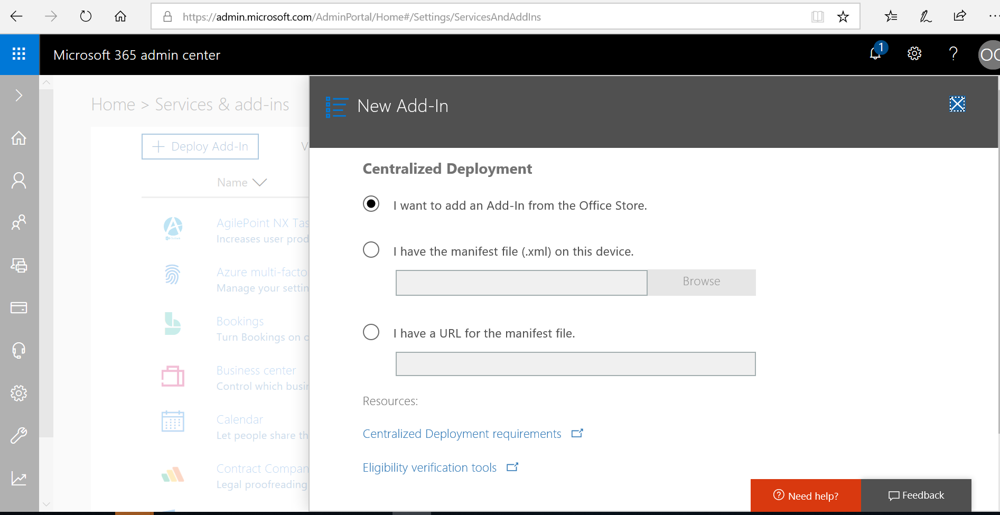 https://admin.microsoft.com/AdminPortal/Home#/Settings/ServicesAndAddIns
Microsoft 365 admin center
1
?
Home > Services & add-ins
New Add-In
+ Deploy Add-In
V
Name
AgilePoint NX Tas
Increases user prod
Azure multi-facto
Manage your settin
Bookings
Turn Bookings on o
Business center
Control which busin
Calendar
Let people share th
Contract Compan
Legal proofreading
Centralized Deployment
I want to add an Add-In from the Office Store.
I have the manifest file (.xml) on this device.
Browse
I have a URL for the manifest file.
Resources:
Centralized Deployment requirements
Eligibility verification tools
Need help?
Feedback